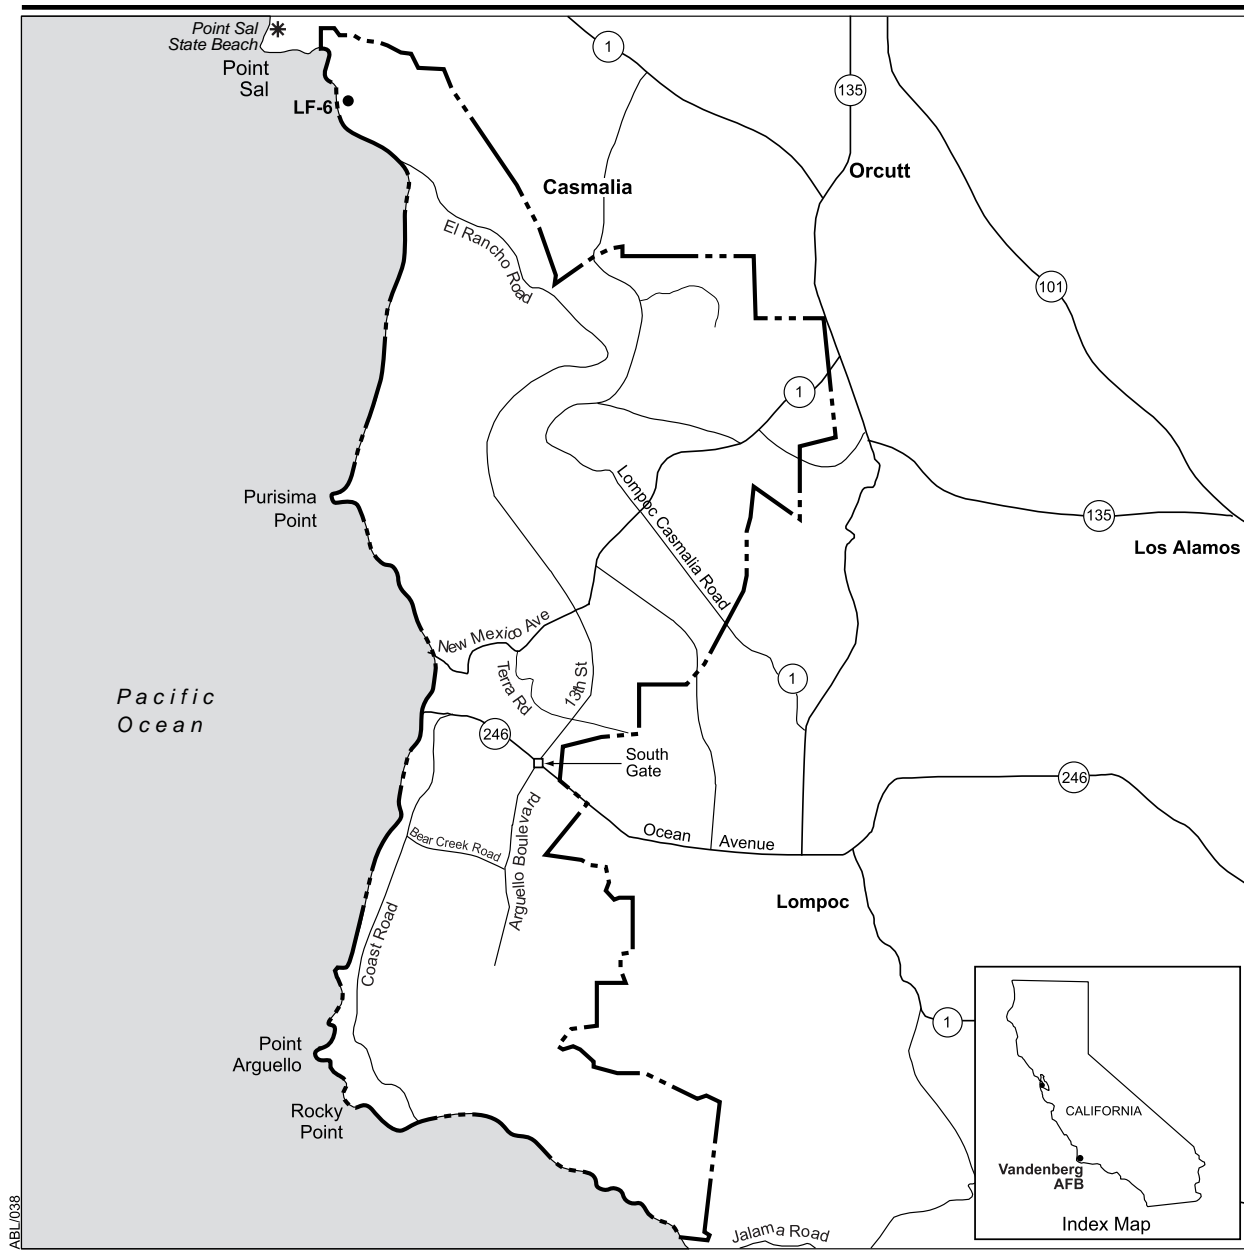 Point Sal
State Beach
1
Point
Sal
135
LF-6
Orcutt
Casmalia
El Rancho Road
101
1
Purisima
Point
Lompoc Casmalia Road
135
Los Alamos
New Mexico Ave
Terra Rd
13th St
1
Pacific
Ocean
246
South
Gate
246
Arguello Boulevard
Ocean Avenue
Bear Creek Road
Lompoc
Coast Road
1
Point
Arguello
Rocky
Point
CALIFORNIA
Vandenberg
AFB
Index Map
Jalama Road
ABL/038